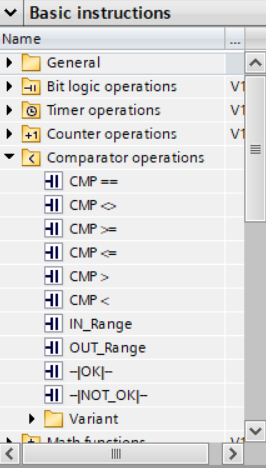 Basic instructions
Name ...
General
Bit logic operations V1
Timer operations V1
Counter operations V1
Comparator operations
CMP ==
CMP <>
CMP >=
CMP <=
CMP >
CMP <
IN_Range
OUT_Range
-|OK|-
-|NOT_OK|-
Variant
Math functions V1